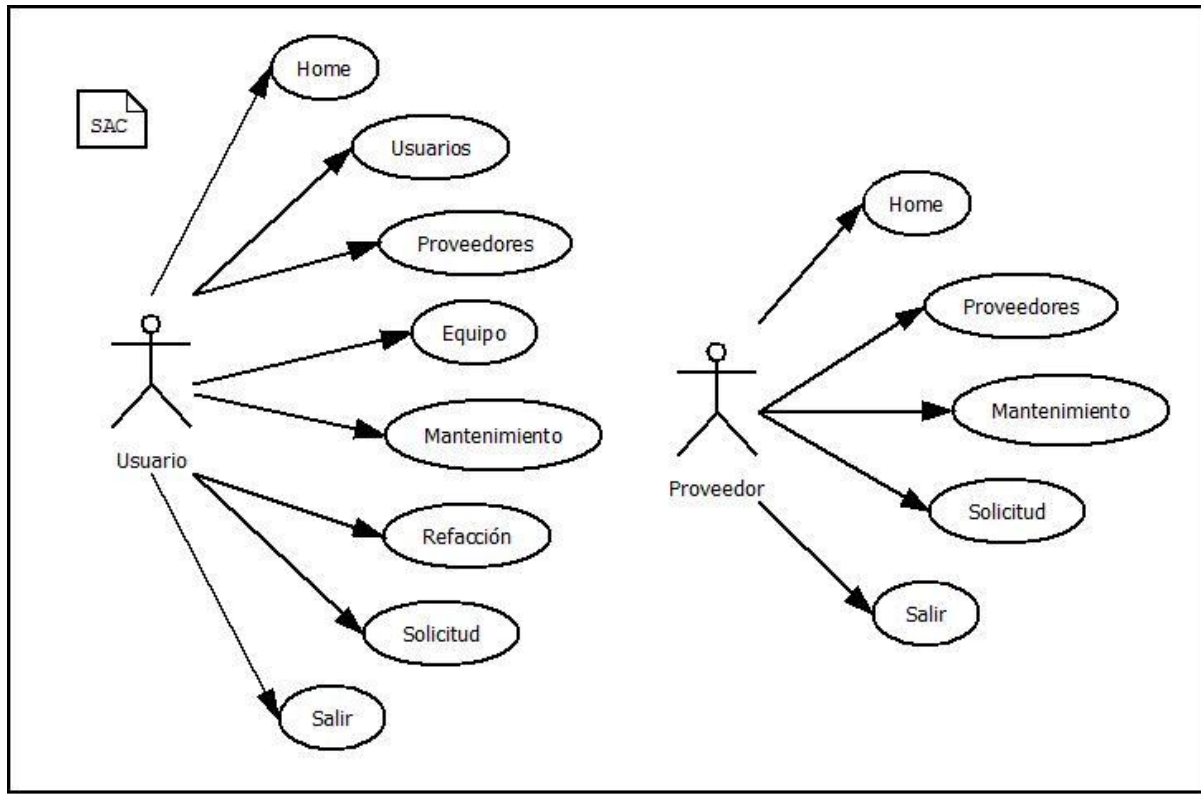 SAC
Home
Usuarios
Proveedores
Equipo
Mantenimiento
Usuario
Refacción
Solicitud
Salir
Home
Proveedores
Mantenimiento
Proveedor
Solicitud
Salir